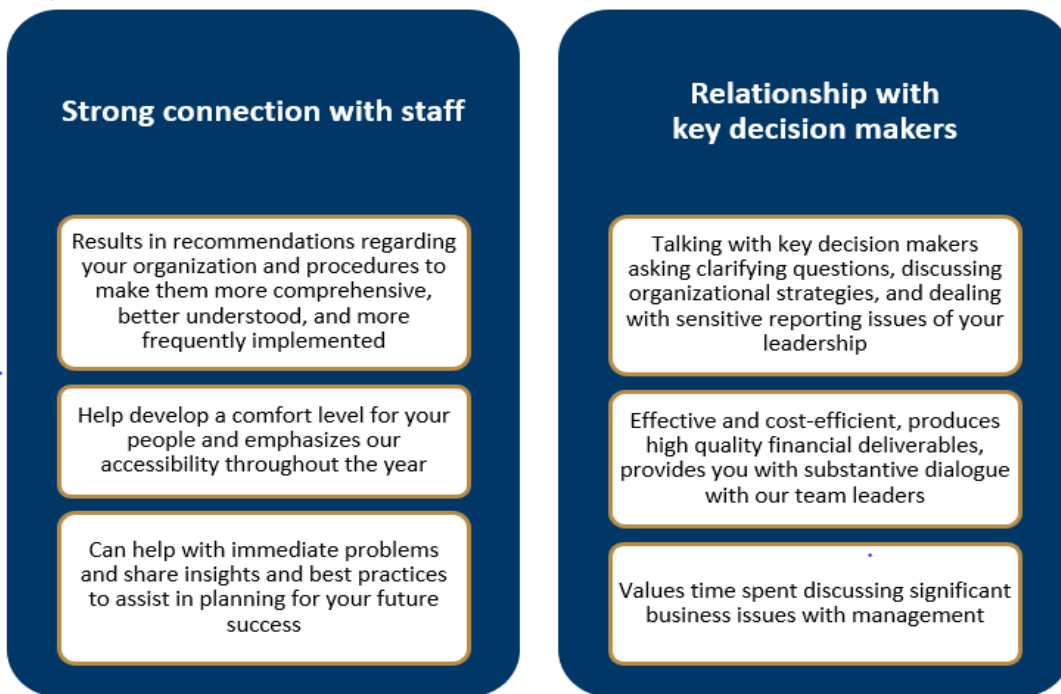 Strong connection with staff
Results in recommendations regarding
your organization and procedures to
make them more comprehensive,
better understood, and more
frequently implemented
Help develop a comfort level for your
people and emphasizes our
accessibility throughout the year
Can help with immediate problems
and share insights and best practices
to assist in planning for your future
success
Relationship with
key decision makers
Talking with key decision makers
asking clarifying questions, discussing
organizational strategies, and dealing
with sensitive reporting issues of your
leadership
Effective and cost-efficient, produces
high quality financial deliverables,
provides you with substantive dialogue
with our team leaders
Values time spent discussing significant
business issues with management